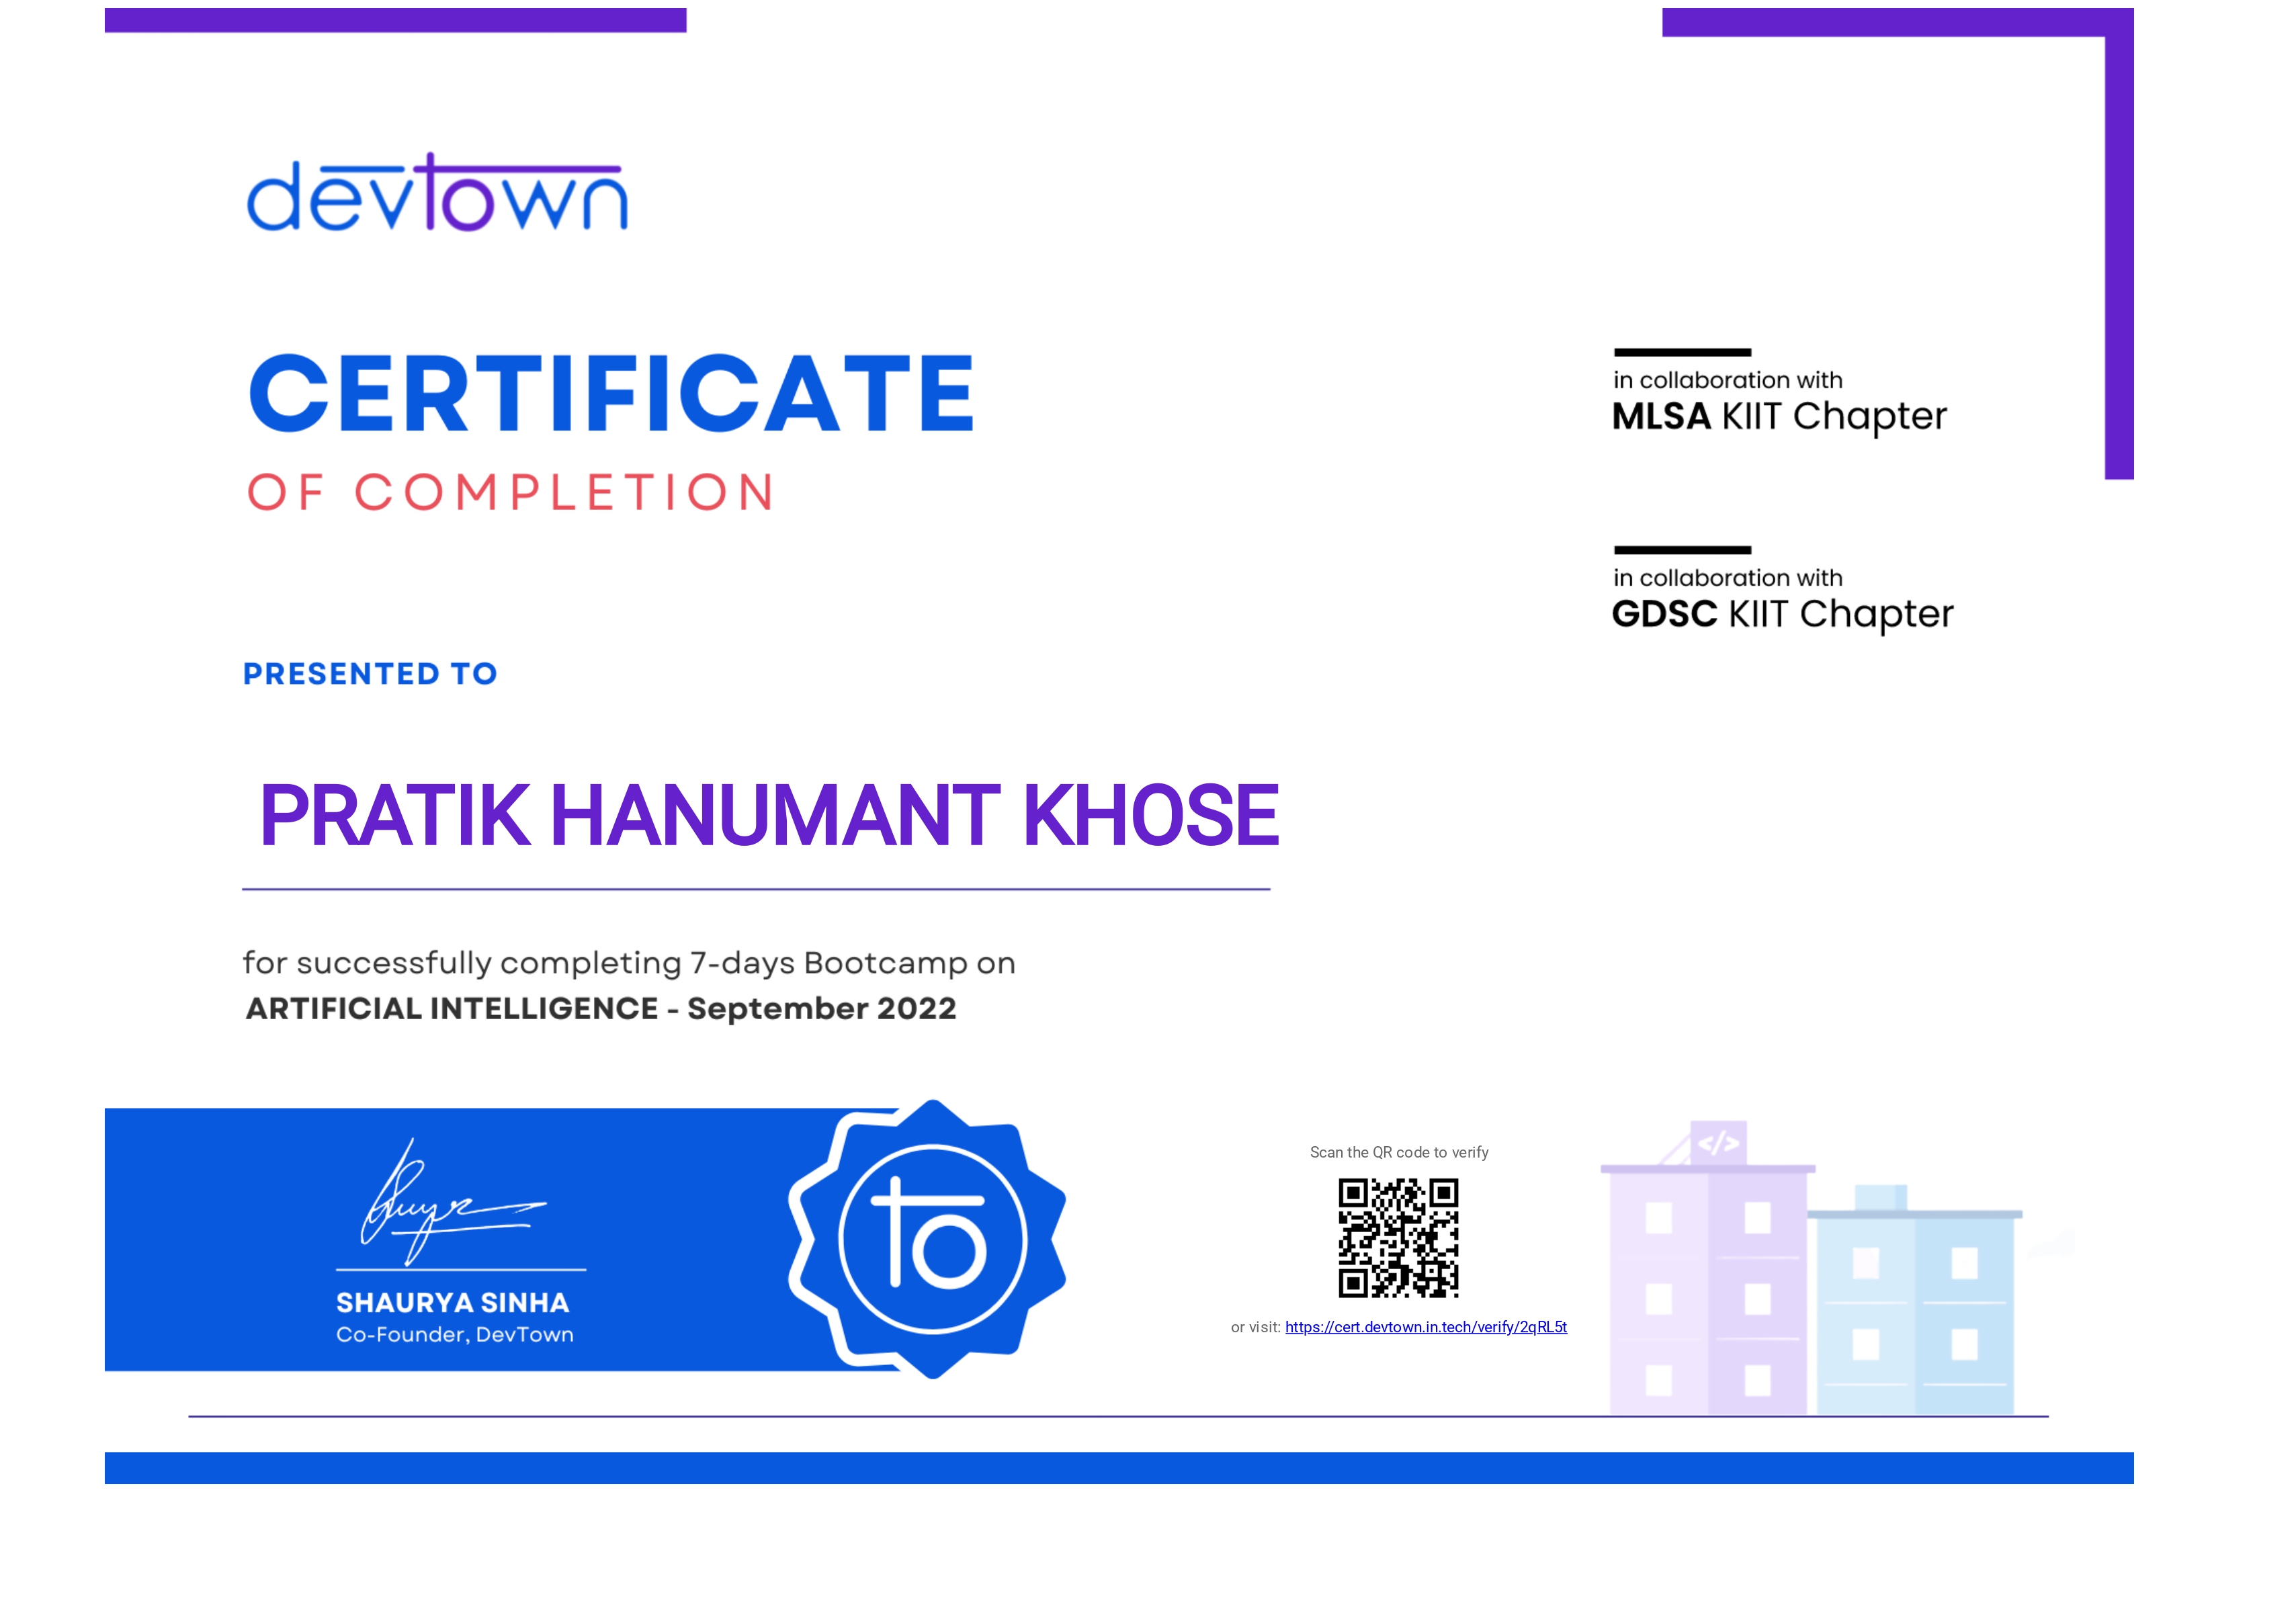 devtown
CERTIFICATE
OF COMPLETION
in collaboration with
MLSA KIIT Chapter
in collaboration with
GDSC KIIT Chapter
PRESENTED TO
PRATIK HANUMANT KHOSE
for successfully completing 7-days Bootcamp on
ARTIFICIAL INTELLIGENCE - September 2022
</>
to
SHAURYA SINHA
Co-Founder, DevTown
Scan the QR code to verify
or visit: https://cert.devtown.in.tech/verify/2qRL5t